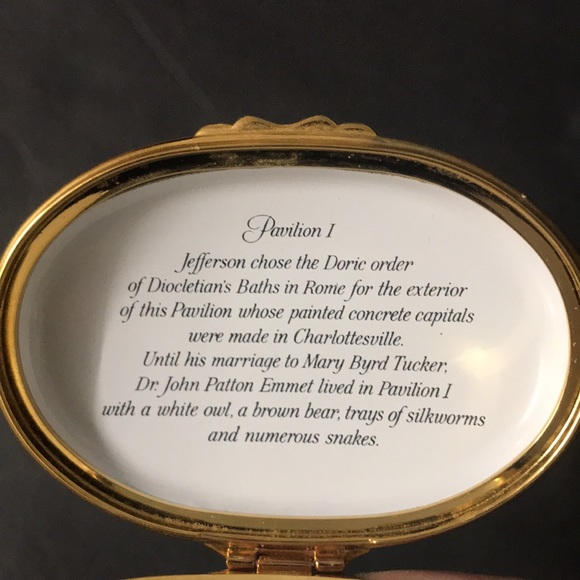 Pavilion I
Jefferson chose the Doric order
of Diocletian's Baths in Rome for the exterior
of this Pavilion whose painted concrete capitals
were made in Charlottesville.
Until his marriage to Mary Byrd Tucker,
Dr. John Patton Emmet lived in Pavilion I
with a white owl, a brown bear, trays of silkworms
and numerous snakes.